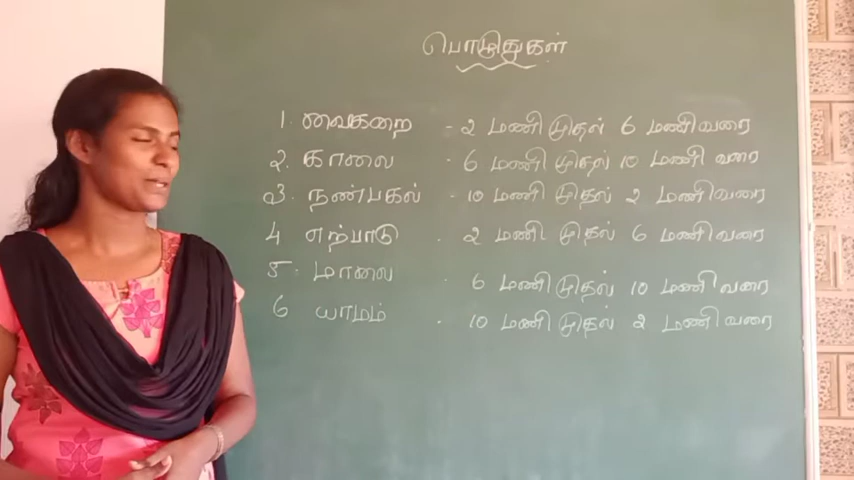 பொழுதுகள்
1. வைகறை - 2 மணி முதல் 6 மணிவரை
2. காலை - 6 மணி முதல் 10 மணி வரை
3. நண்பகல் - 10 மணி முதல் 2 மணிவரை
4 எற்பாடு - 2 மணி முதல் 6 மணிவரை
5. மாலை - 6 மணி முதல் 10 மணிவரை
6 யாமம் - 10 மணி முதல் 2 மணிவரை